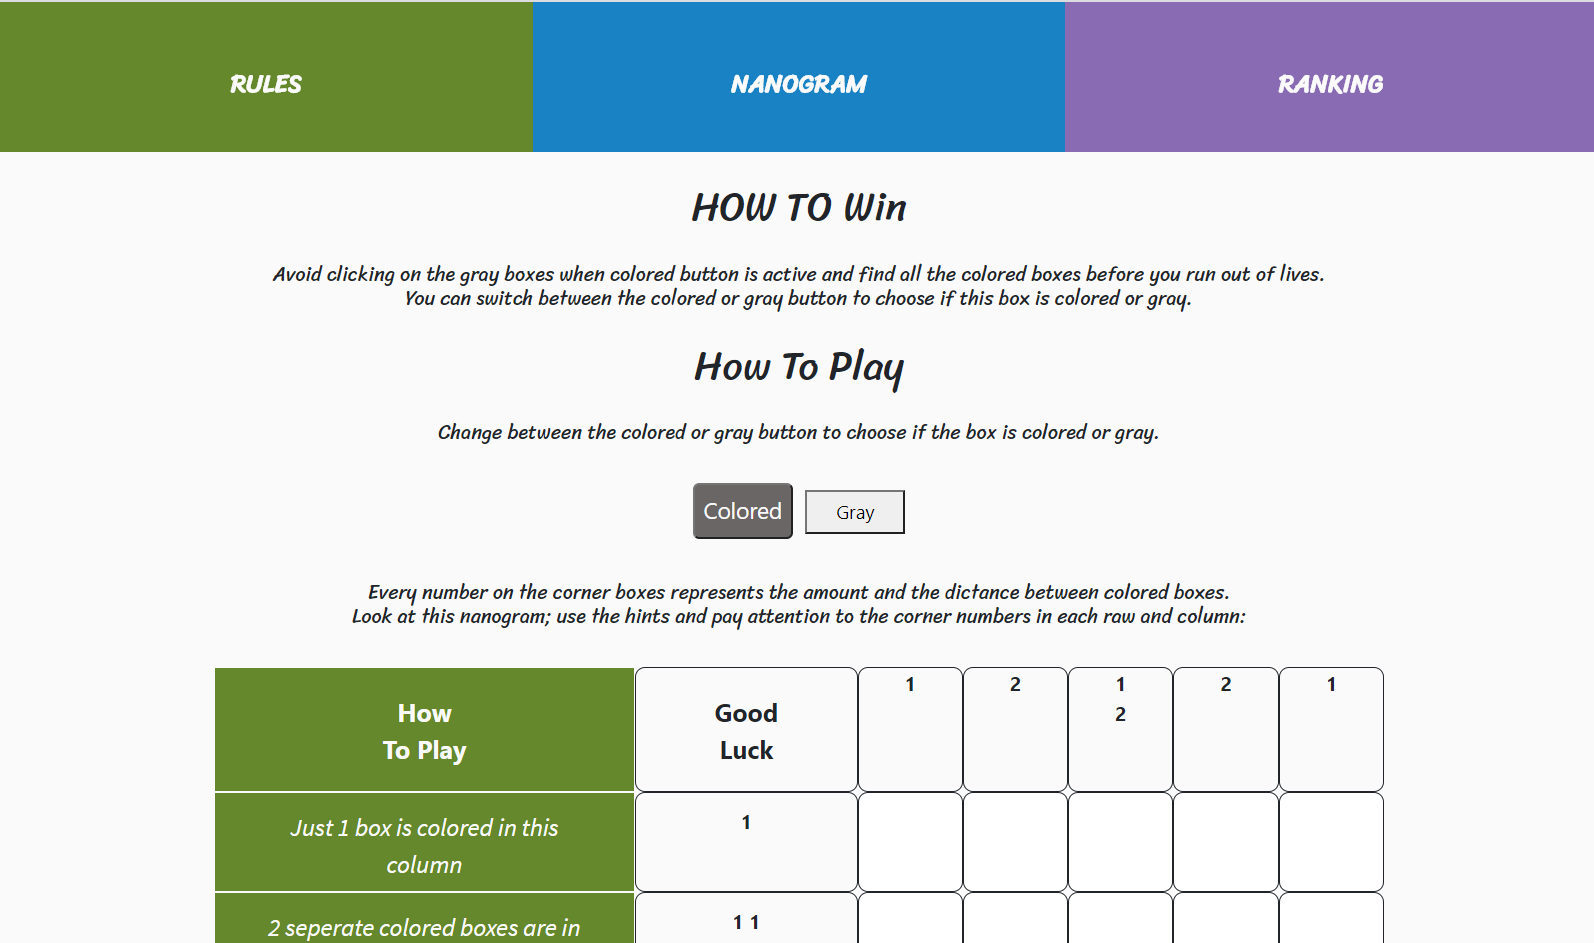 RULES
NANOGRAM
RANKING
HOW TO Win
Avoid clicking on the gray boxes when colored button is active and find all the colored boxes before you run out of lives.
You can switch between the colored or gray button to choose if this box is colored or gray.
How To Play
Change between the colored or gray button to choose if the box is colored or gray.
Colored
Gray
Every number on the corner boxes represents the amount and the dictance between colored boxes.
Look at this nanogram; use the hints and pay attention to the corner numbers in each raw and column:
How
To Play
Good
Luck
1
2
1
2
2
1
Just 1 box is colored in this
column
1
2 seperate colored boxes are in
1 1